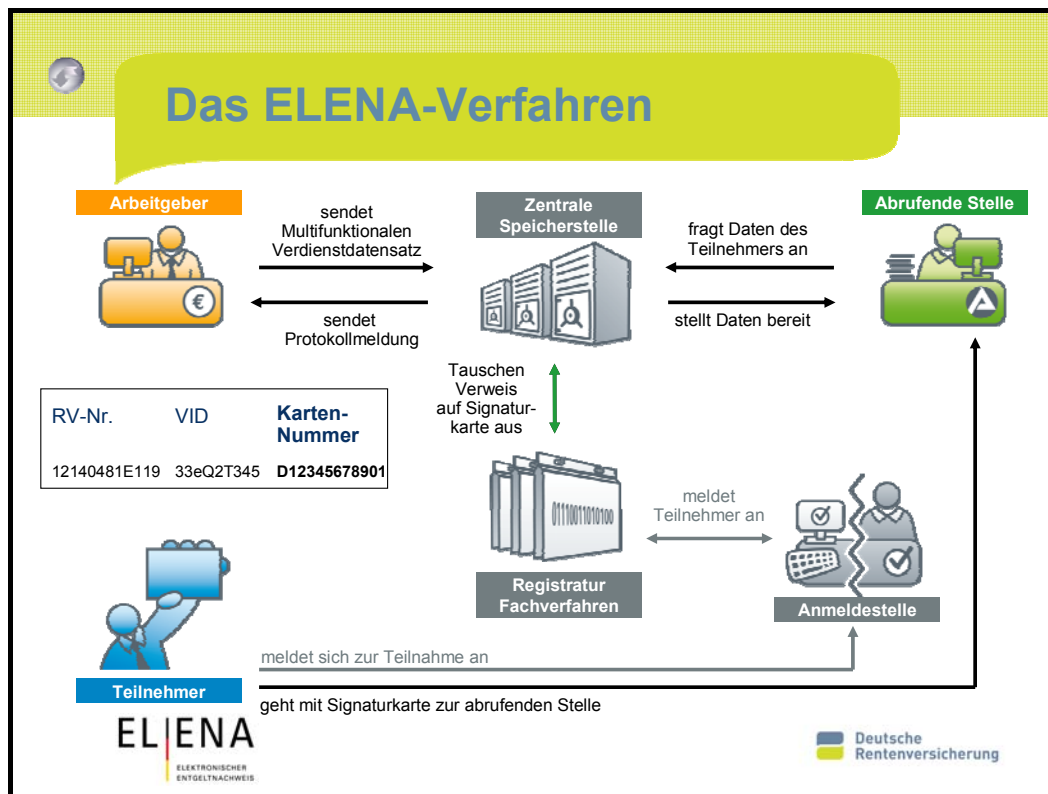 Das ELENA-Verfahren
Arbeitgeber
sendet
Multifunktionalen
Verdienstdatensatz
sendet
Protokollmeldung
€
Zentrale
Speicherstelle
fragt Daten des
Teilnehmers an
stellt Daten bereit
Abrufende Stelle
Tauschen
Verweis
auf Signatur-
karte aus
RV-Nr. VID Karten-
Nummer
12140481E119 33eQ2T345 D12345678901
01110011010100
Registratur
Fachverfahren
meldet
Teilnehmer an
Anmeldestelle
meldet sich zur Teilnahme an
Teilnehmer
geht mit Signaturkarte zur abrufenden Stelle
ELENA
ELEKTRONISCHER
ENTGELTNACHWEIS
Deutsche
Rentenversicherung